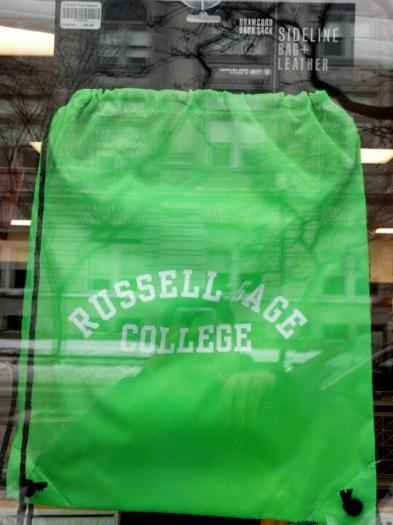 DRAWCORD
BACK SACK
SIDELINE
BAG+
LEATHER
RUSSELL SAGE
COLLEGE